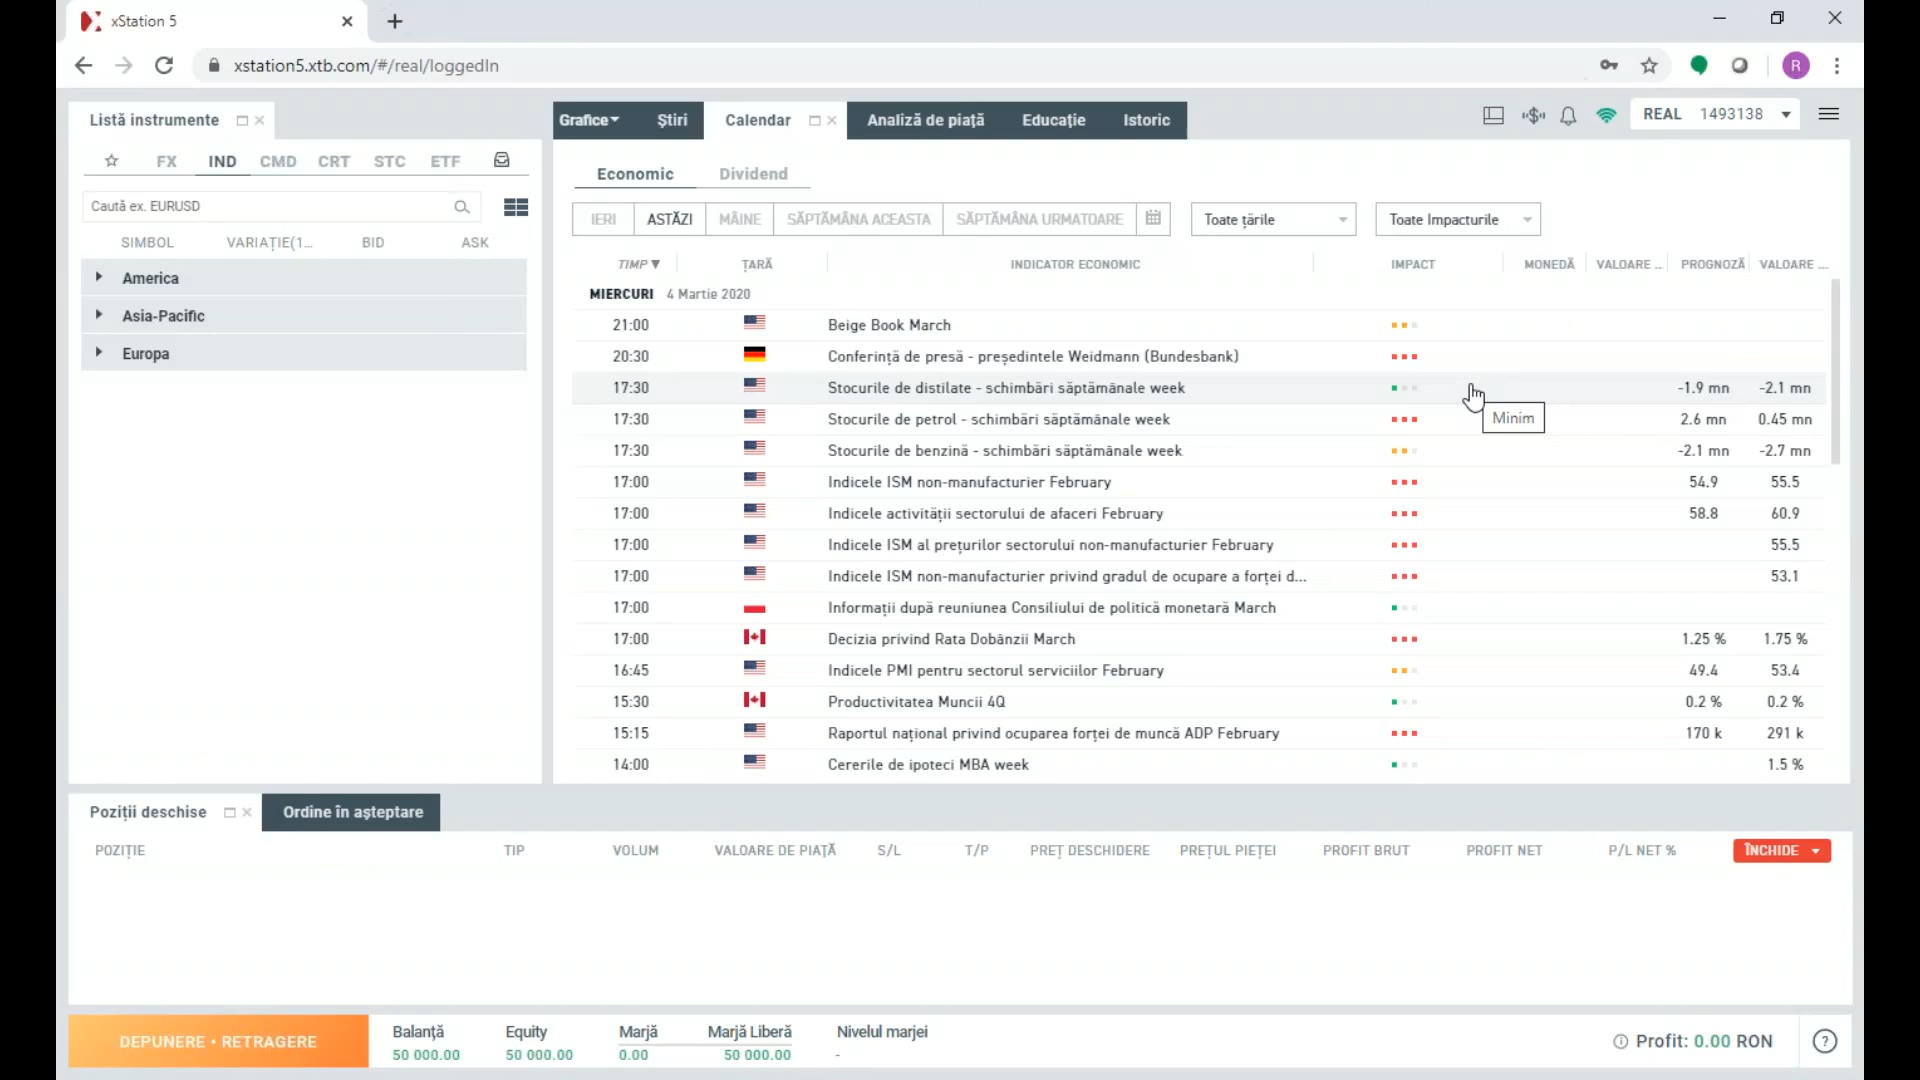 xStation 5
xstation5.xtb.com/#/real/loggedIn
R
Listă instrumente
Grafice Știri Calendar Analiză de piață Educație Istoric
REAL 1493138
FX IND CMD CRT STC ETF
Economic Dividend
Caută ex. EURUSD
IERI ASTĂZI MÂINE SĂPTĂMÂNA ACEASTA SĂPTĂMÂNA URMATOARE Toate țările Toate Impacturile
SIMBOL VARIAȚIE(1... BID ASK
America
Asia-Pacific
Europa
TIMP ȚARĂ INDICATOR ECONOMIC IMPACT MONEDĂ VALOARE ... PROGNOZĂ VALOARE ...
MIERCURI 4 Martie 2020
21:00 Beige Book March
20:30 Conferință de presă - președintele Weidmann (Bundesbank)
17:30 Stocurile de distilate - schimbări săptămânale week -1.9 mn -2.1 mn
Minim
17:30 Stocurile de petrol - schimbări săptămânale week 2.6 mn 0.45 mn
17:30 Stocurile de benzină - schimbări săptămânale week -2.1 mn -2.7 mn
17:00 Indicele ISM non-manufacturier February 54.9 55.5
17:00 Indicele activității sectorului de afaceri February 58.8 60.9
17:00 Indicele ISM al prețurilor sectorului non-manufacturier February 55.5
17:00 Indicele ISM non-manufacturier privind gradul de ocupare a forței d... 53.1
17:00 Informații după reuniunea Consiliului de politică monetară March
17:00 Decizia privind Rata Dobânzii March 1.25 % 1.75 %
16:45 Indicele PMI pentru sectorul serviciilor February 49.4 53.4
15:30 Productivitatea Muncii 4Q 0.2 % 0.2 %
15:15 Raportul național privind ocuparea forței de muncă ADP February 170 k 291 k
14:00 Cererile de ipoteci MBA week 1.5 %
Poziții deschise Ordine în așteptare
POZIȚIE TIP VOLUM VALOARE DE PIAȚĂ S/L T/P PREȚ DESCHIDERE PREȚUL PIEȚEI PROFIT BRUT PROFIT NET P/L NET % ÎNCHIDE
DEPUNERE • RETRAGERE
Balanță Equity Marjă Marjă Liberă Nivelul marjei
50 000.00 50 000.00 0.00 50 000.00 -
Profit: 0.00 RON
?